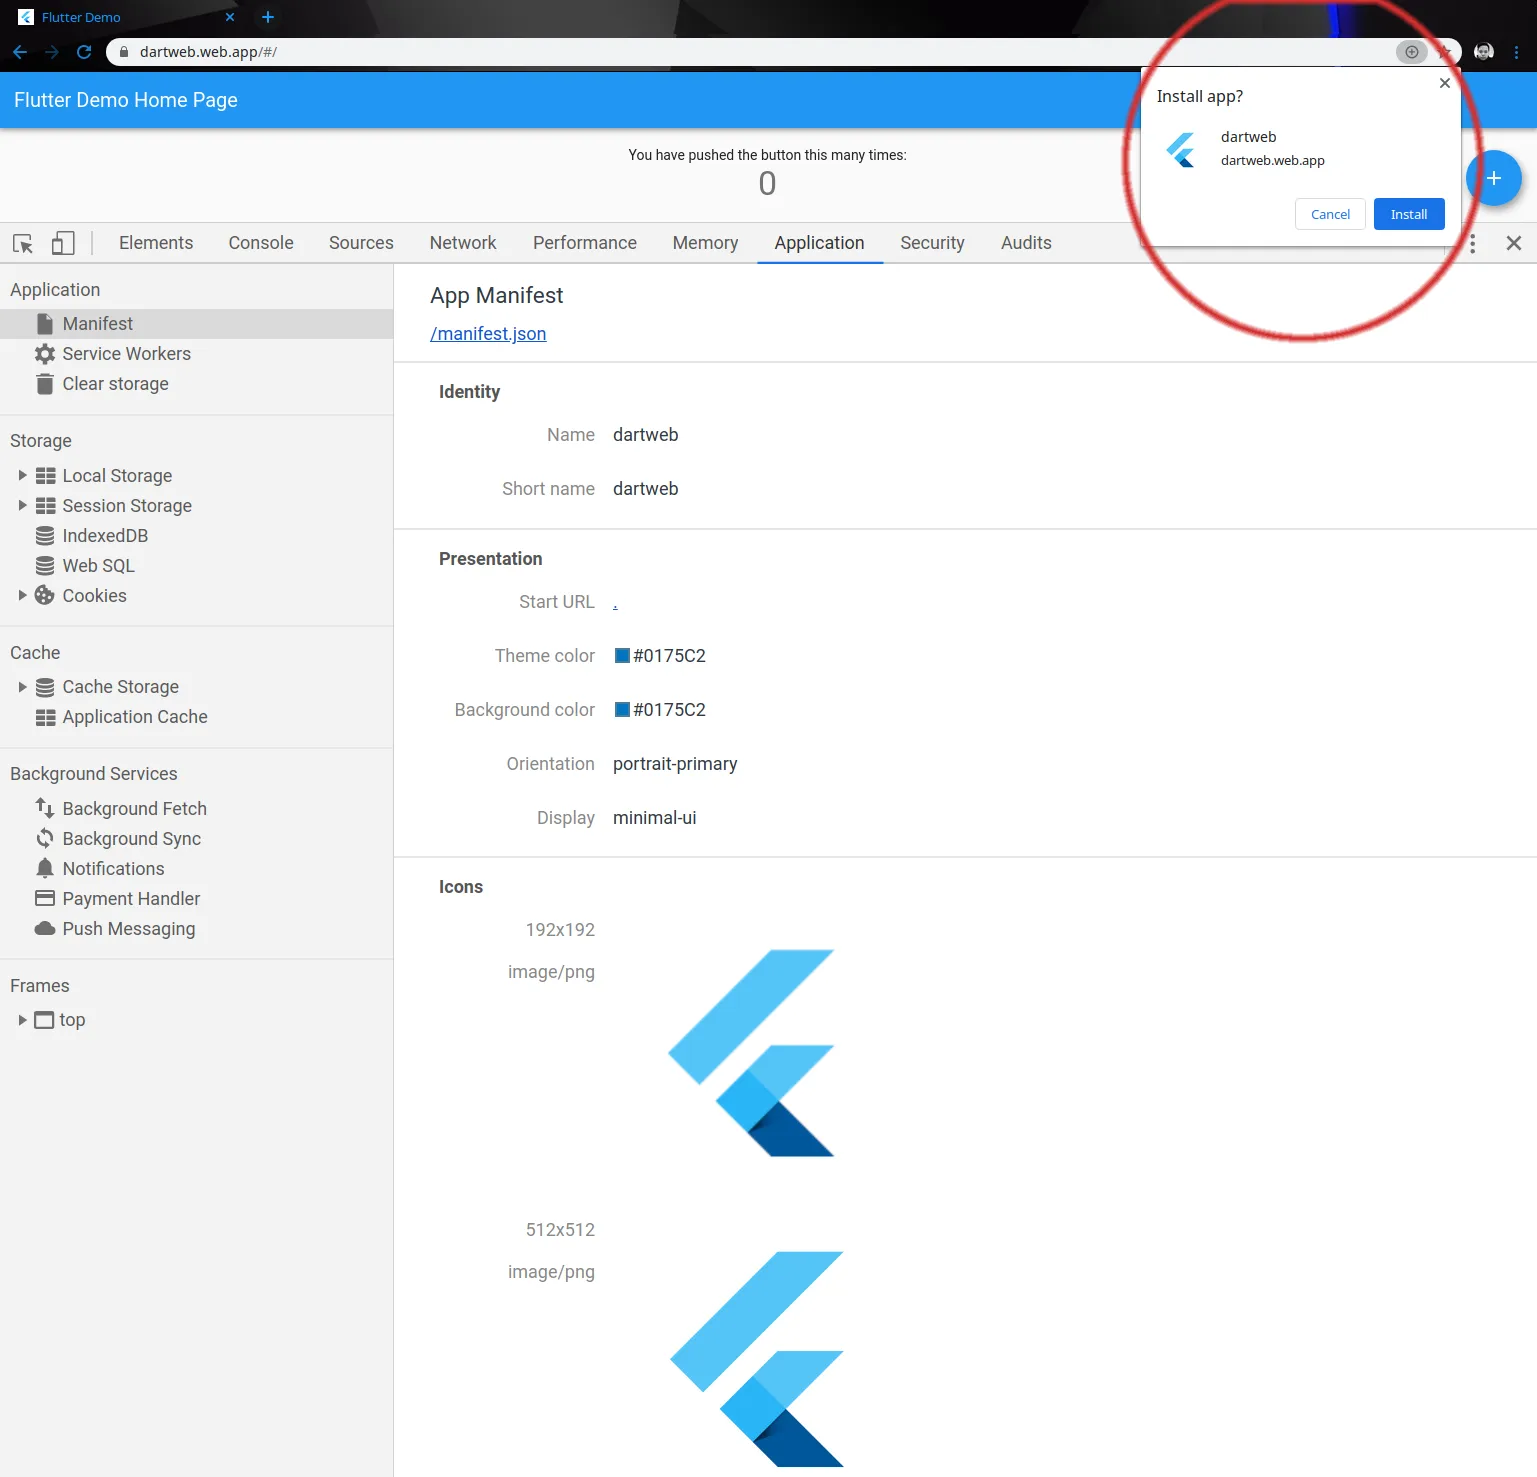 Flutter Demo
dartweb.web.app/#/
Flutter Demo Home Page
Install app?
dartweb
dartweb.web.app
Cancel Install
You have pushed the button this many times:
0
Elements Console Sources Network Performance Memory Application Security Audits
Application
Manifest
Service Workers
Clear storage
Storage
Local Storage
Session Storage
IndexedDB
Web SQL
Cookies
Cache
Cache Storage
Application Cache
Background Services
Background Fetch
Background Sync
Notifications
Payment Handler
Push Messaging
Frames
top
App Manifest
/manifest.json
Identity
Name dartweb
Short name dartweb
Presentation
Start URL .
Theme color #0175C2
Background color #0175C2
Orientation portrait-primary
Display minimal-ui
Icons
192x192
image/png
512x512
image/png